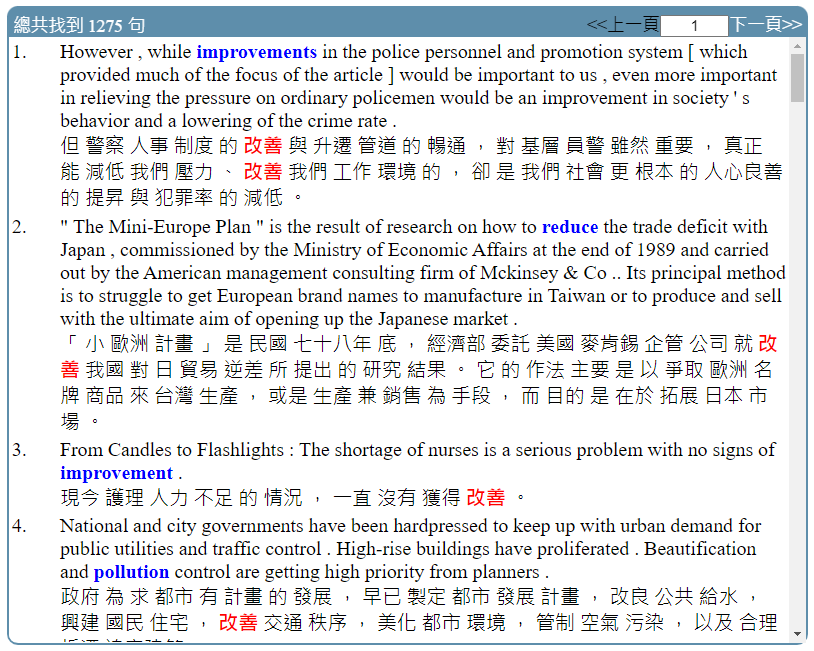 總共找到 1275 句 <<上一頁 1 下一頁>>
1. However , while improvements in the police personnel and promotion system [ which
provided much of the focus of the article ] would be important to us , even more important
in relieving the pressure on ordinary policemen would be an improvement in society ' s
behavior and a lowering of the crime rate .
但 警察 人事 制度 的 改善 與 升遷 管道 的 暢通 ， 對 基層 員警 雖然 重要 ， 真正
能 減低 我們 壓力 、 改善 我們 工作 環境 的 ， 卻 是 我們 社會 更 根本 的 人心良善
的 提昇 與 犯罪率 的 減低 。
2. " The Mini-Europe Plan " is the result of research on how to reduce the trade deficit with
Japan , commissioned by the Ministry of Economic Affairs at the end of 1989 and carried
out by the American management consulting firm of Mckinsey & Co .. Its principal method
is to struggle to get European brand names to manufacture in Taiwan or to produce and sell
with the ultimate aim of opening up the Japanese market .
「 小 歐洲 計畫 」 是 民國 七十八年 底 ， 經濟部 委託 美國 麥肯錫 企管 公司 就 改
善 我國 對 日 貿易 逆差 所 提出 的 研究 結果 。 它 的 作法 主要 是 以 爭取 歐洲 名
牌 商品 來 台灣 生產 ， 或是 生產 兼 銷售 為 手段 ， 而 目的 是 在於 拓展 日本 市
場 。
3. From Candles to Flashlights : The shortage of nurses is a serious problem with no signs of
improvement .
現今 護理 人力 不足 的 情況 ， 一直 沒有 獲得 改善 。
4. National and city governments have been hardpressed to keep up with urban demand for
public utilities and traffic control . High-rise buildings have proliferated . Beautification
and pollution control are getting high priority from planners .
政府 為 求 都市 有 計畫 的 發展 ， 早已 製定 都市 發展 計畫 ， 改良 公共 給水 ，
興建 國民 住宅 ， 改善 交通 秩序 ， 美化 都市 環境 ， 管制 空氣 污染 ， 以及 合理